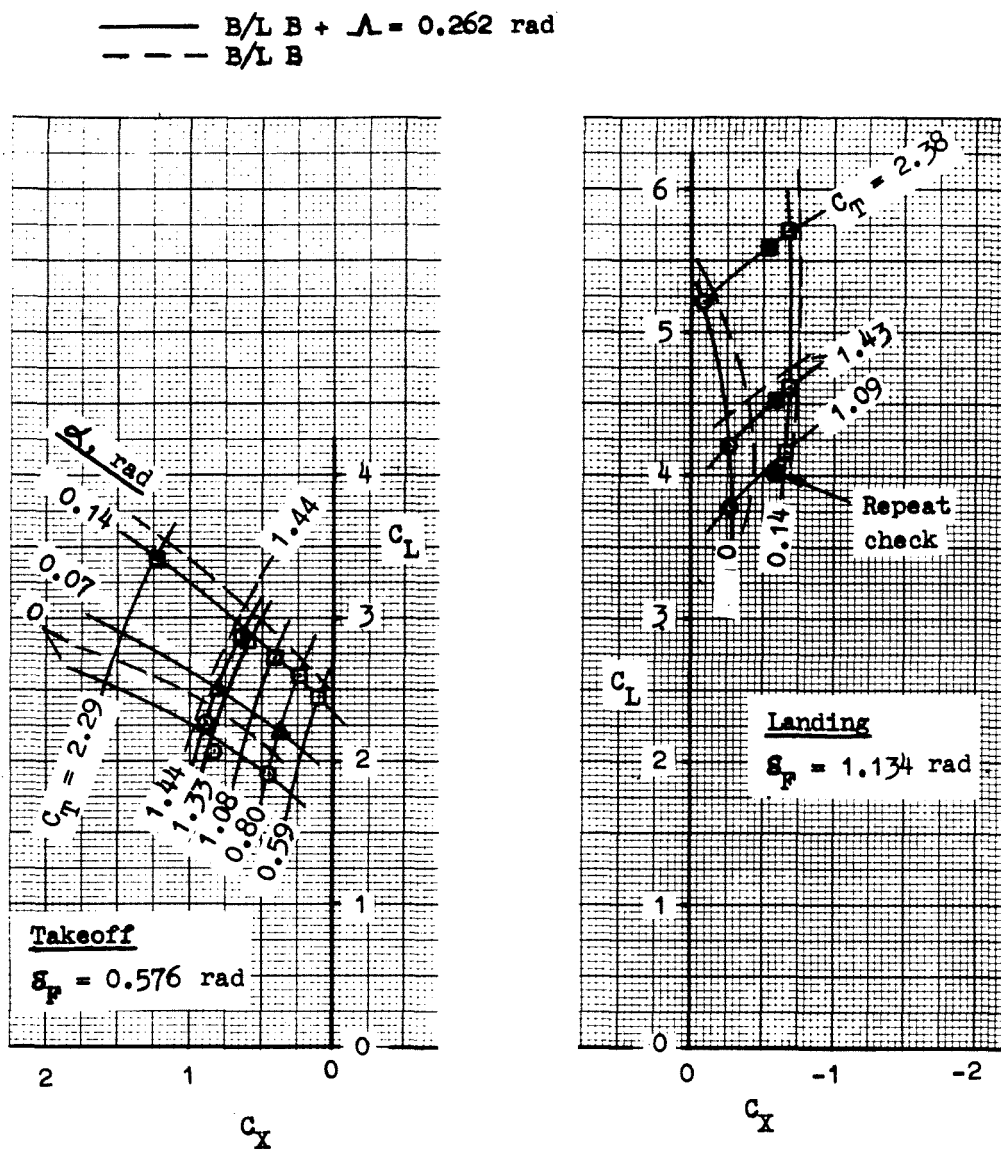 B/L B + Λ = 0.262 rad
B/L B
α, rad
0.14
0.07
0
C_T = 2.29
1.44
1.44
1.33
1.08
0.80
0.59
C_L
4
3
2
1
0
Takeoff
δ_F = 0.576 rad
2
1
0
C_X
C_T = 2.38
1.43
1.09
0
0.14
Repeat
check
C_L
6
5
4
3
2
1
0
Landing
δ_F = 1.134 rad
0
-1
-2
C_X